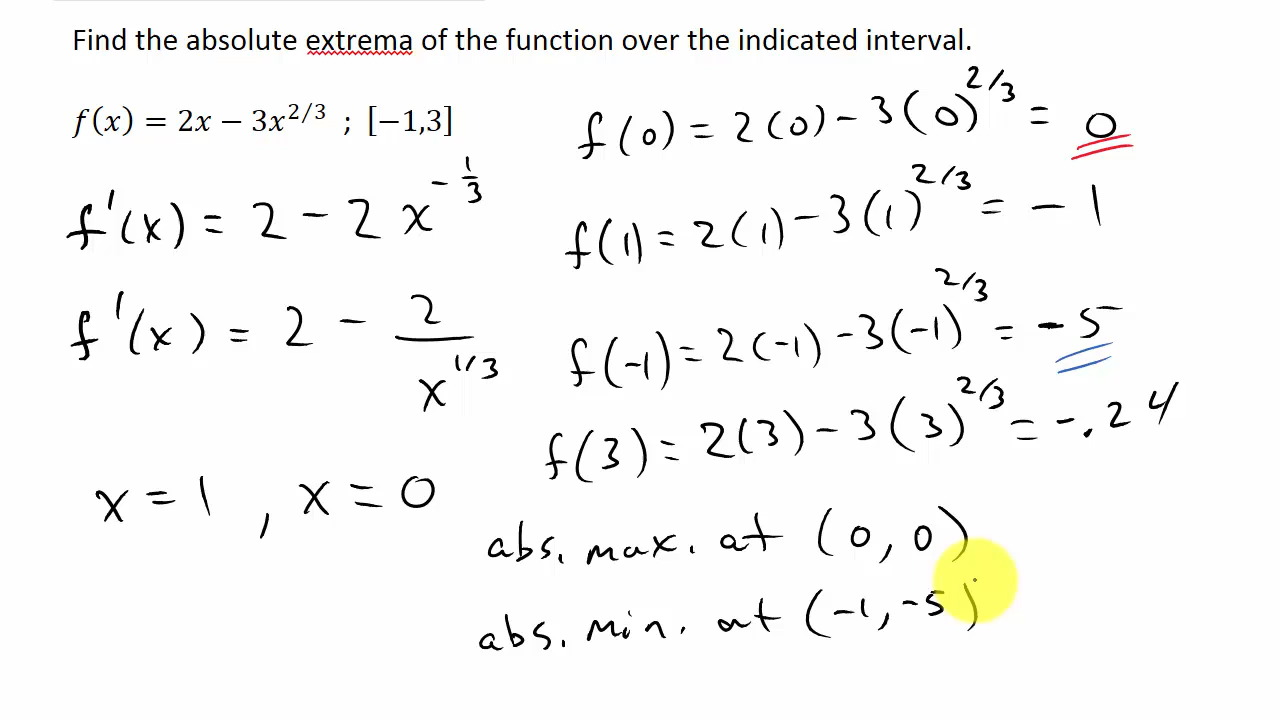 Find the absolute extrema of the function over the indicated interval.
f(x) = 2x − 3x^{2/3} ; [−1,3]
f'(x) = 2 − 2x^{−1/3}
f'(x) = 2 − 2/x^{1/3}
x = 1 , x = 0
f(0) = 2(0) − 3(0)^{2/3} = 0
f(1) = 2(1) − 3(1)^{2/3} = −1
f(−1) = 2(−1) − 3(−1)^{2/3} = −5
f(3) = 2(3) − 3(3)^{2/3} = −.24
abs. max. at (0, 0)
abs. min. at (−1, −5)